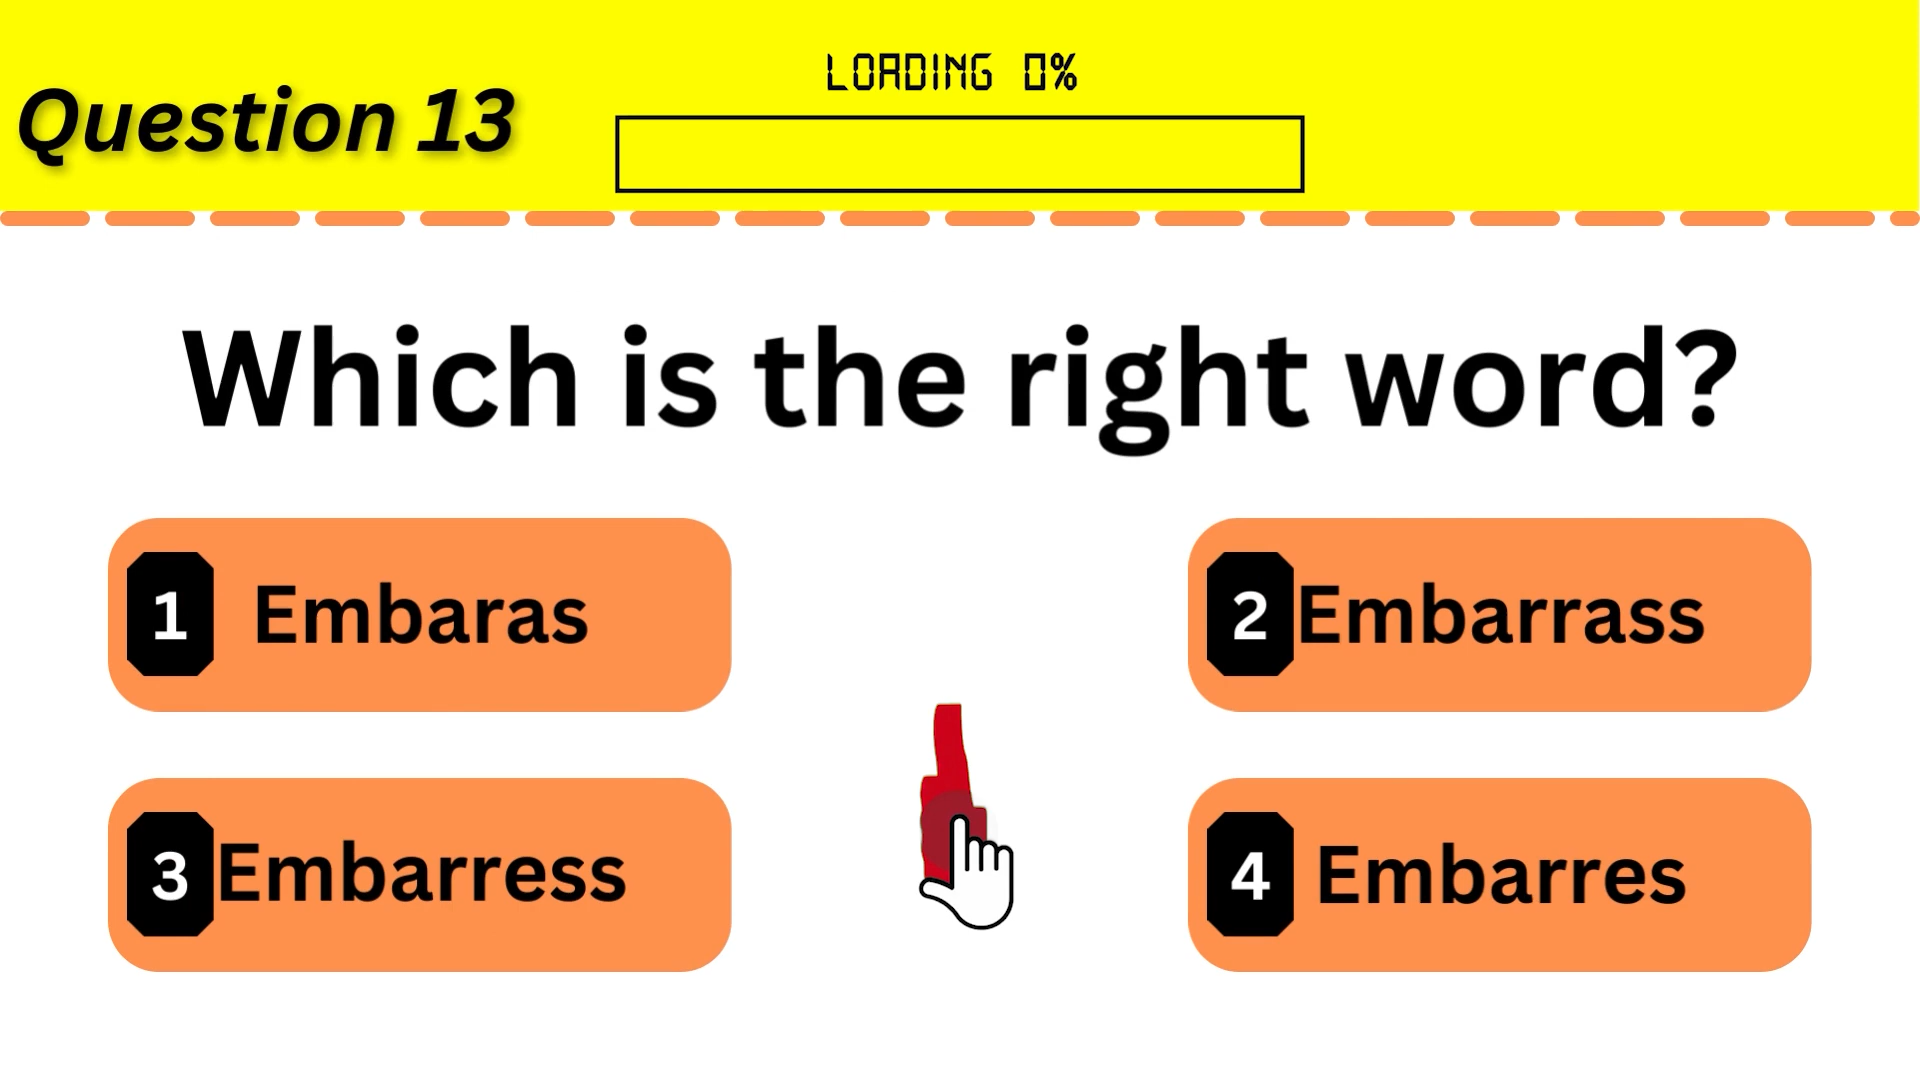 LOADING 0%
Question 13
Which is the right word?
1 Embaras
2 Embarrass
3 Embarress
4 Embarres